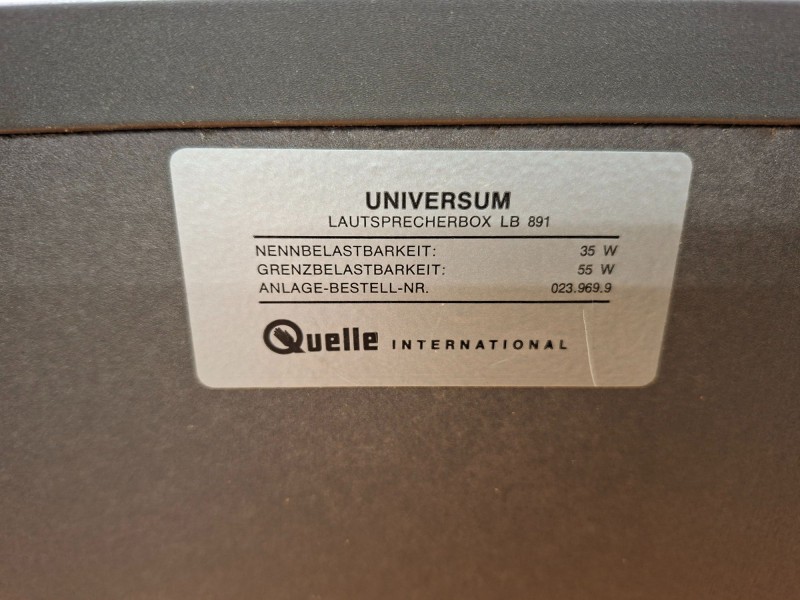 UNIVERSUM
LAUTSPRECHERBOX LB 891
NENNBELASTBARKEIT: 35 W
GRENZBELASTBARKEIT: 55 W
ANLAGE-BESTELL-NR. 023.969.9
Quelle INTERNATIONAL